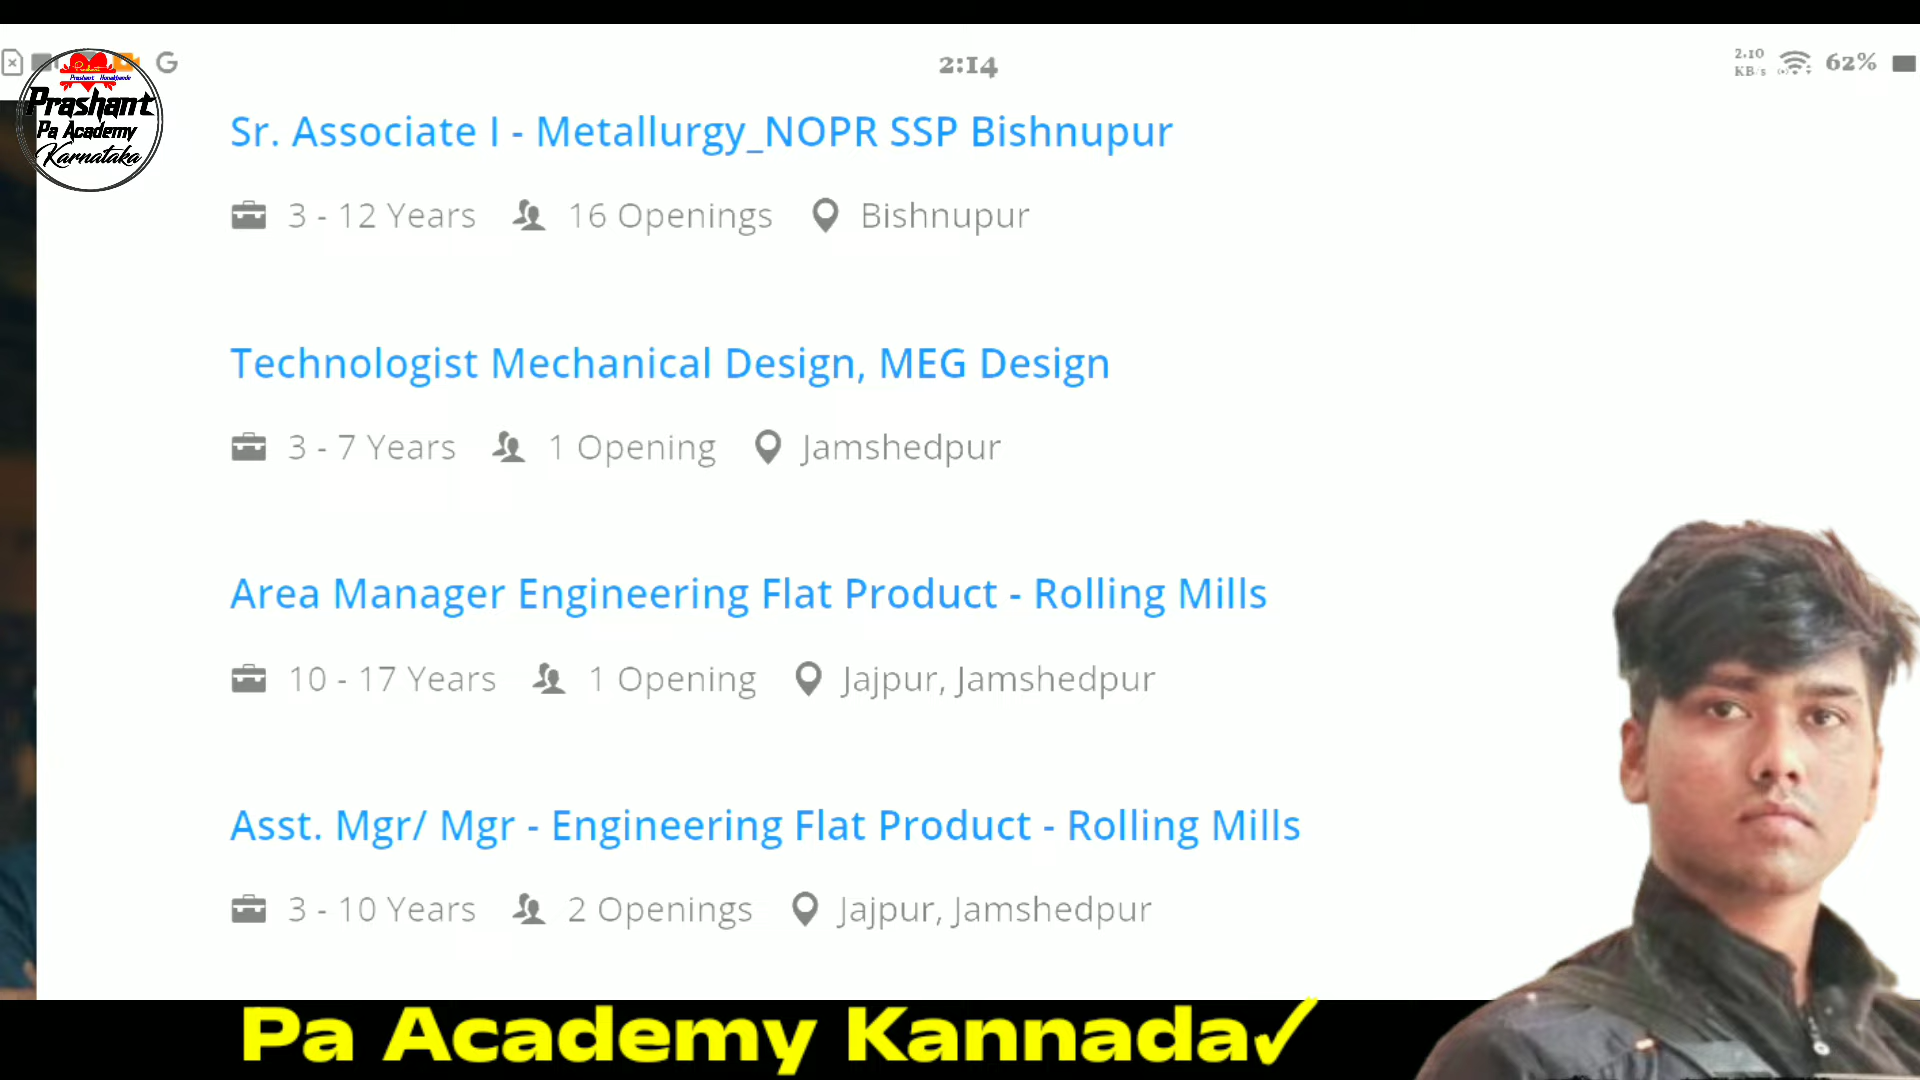 G
2:14
2.10
KB/s
62%
Prashant
Pa Academy
Karnataka
Sr. Associate I - Metallurgy_NOPR SSP Bishnupur
3 - 12 Years 16 Openings Bishnupur
Technologist Mechanical Design, MEG Design
3 - 7 Years 1 Opening Jamshedpur
Area Manager Engineering Flat Product - Rolling Mills
10 - 17 Years 1 Opening Jajpur, Jamshedpur
Asst. Mgr/ Mgr - Engineering Flat Product - Rolling Mills
3 - 10 Years 2 Openings Jajpur, Jamshedpur
Pa Academy Kannada✓